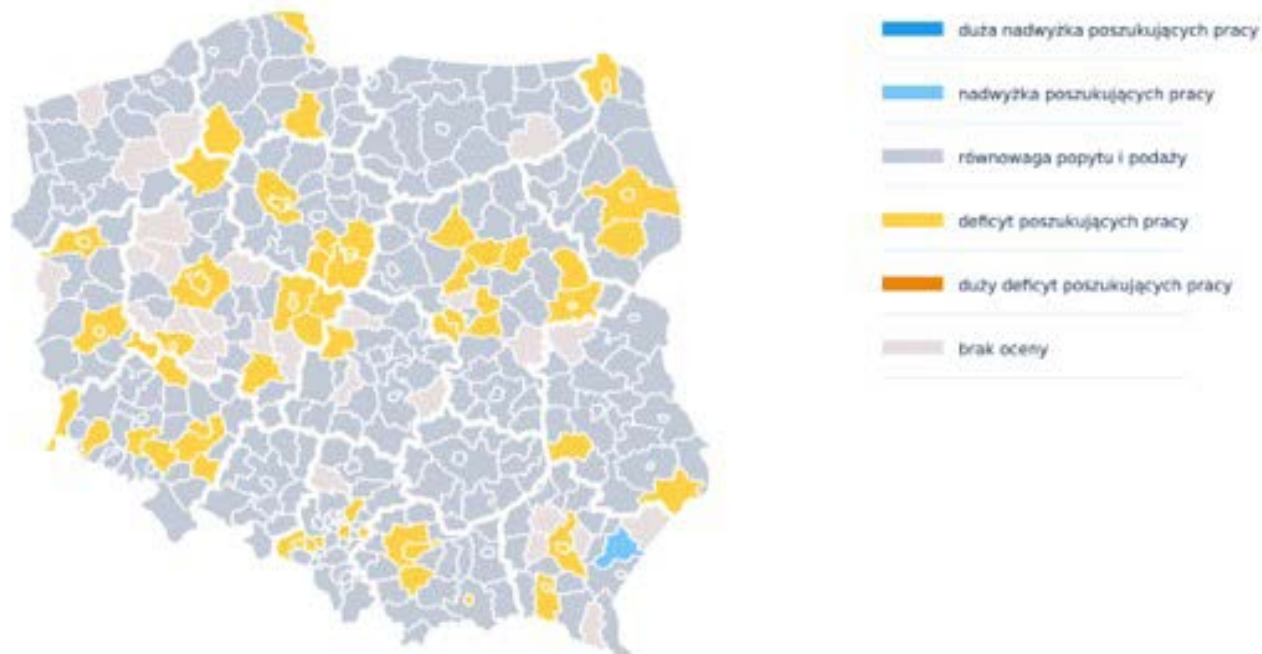 duża nadwyżka poszukujących pracy
nadwyżka poszukujących pracy
równowaga popytu i podaży
deficyt poszukujących pracy
duży deficyt poszukujących pracy
brak oceny